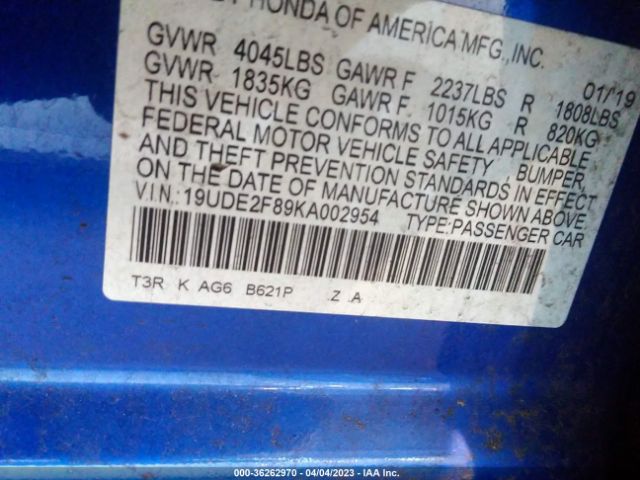 HONDA OF AMERICA MFG., INC.
01/19
GVWR 4045LBS GAWR F 2237LBS R 1808LBS
GVWR 1835KG GAWR F 1015KG R 820KG
THIS VEHICLE CONFORMS TO ALL APPLICABLE
FEDERAL MOTOR VEHICLE SAFETY BUMPER,
AND THEFT PREVENTION STANDARDS IN EFFECT
ON THE DATE OF MANUFACTURE SHOWN ABOVE.
V.I.N.: 19UDE2F89KA002954 TYPE:PASSENGER CAR
T3R K AG6 B621P Z A
000-36262970 - 04/04/2023 - IAA Inc.